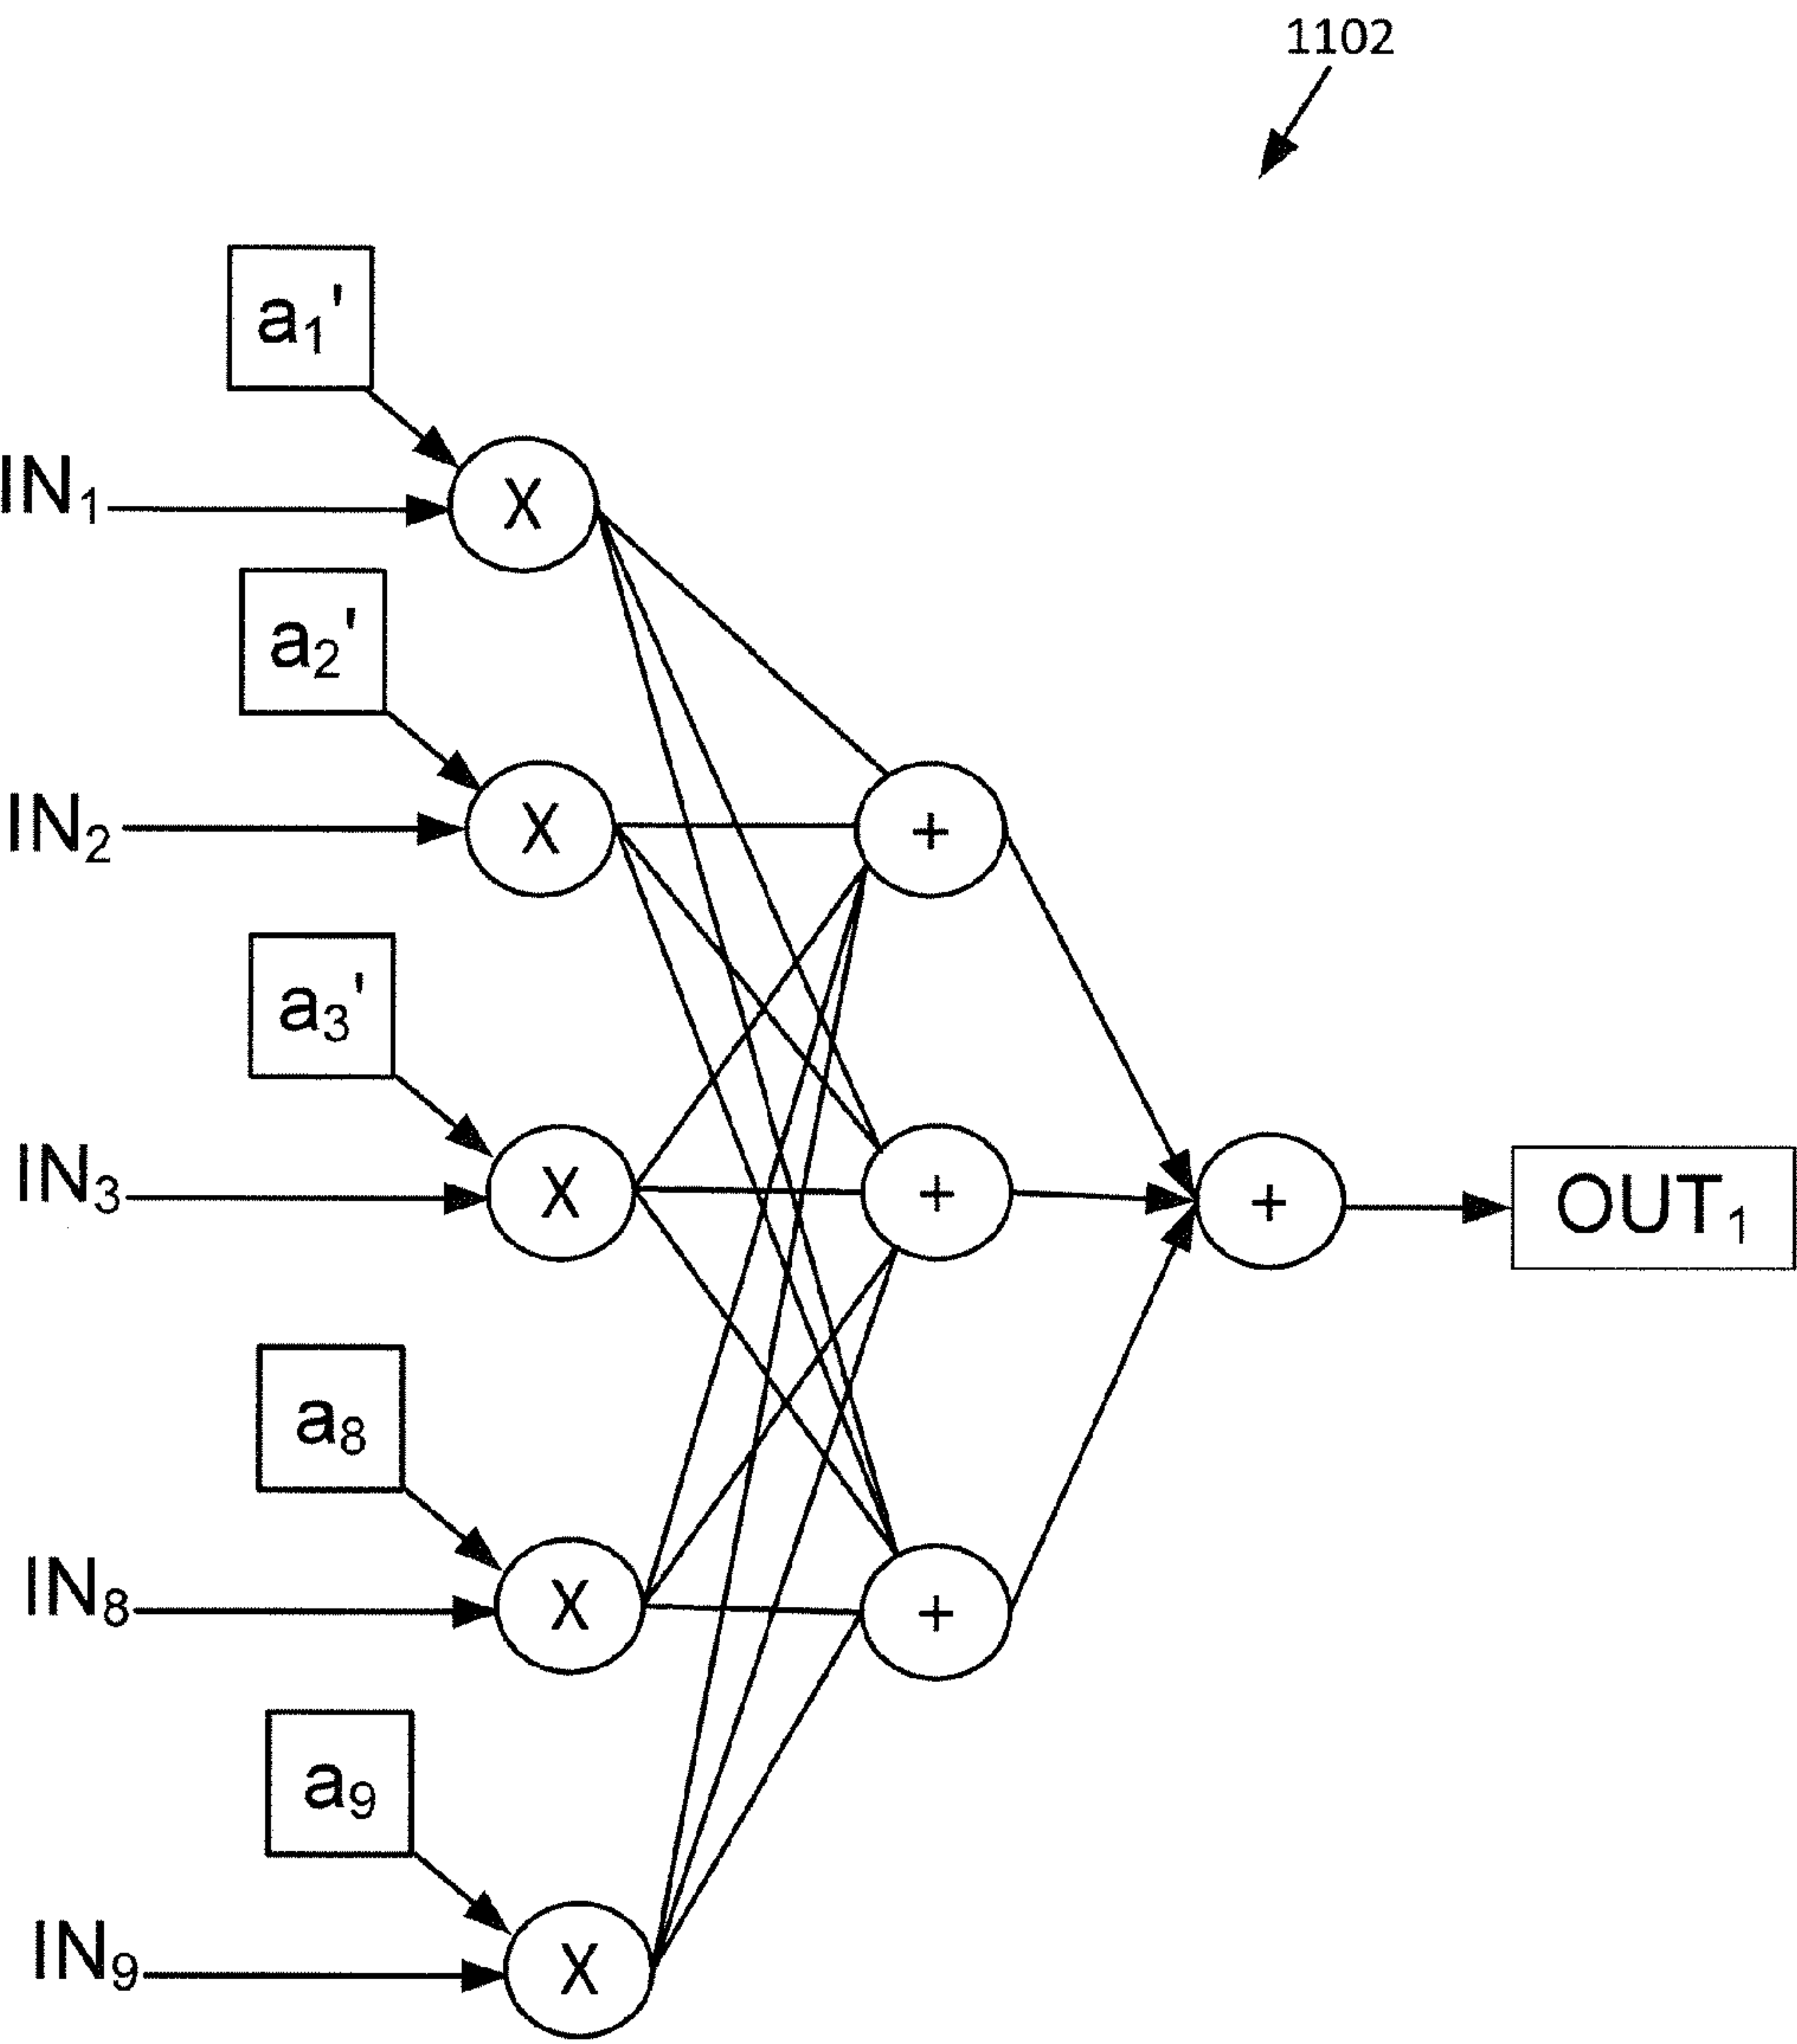 1102
a₁'
IN₁
X
a₂'
IN₂
X
+
a₃'
IN₃
X
+
+
OUT₁
a₈
IN₈
X
+
a₉
IN₉
X